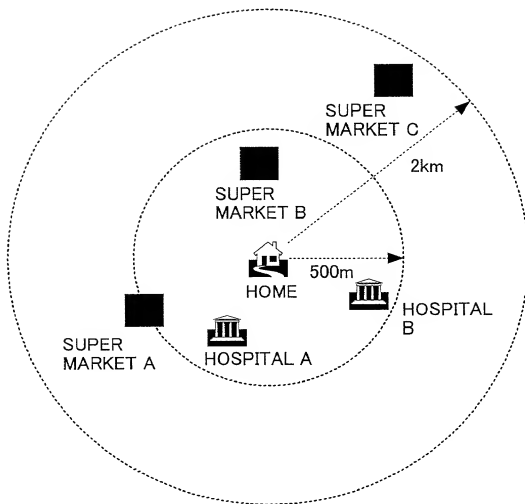 SUPER
MARKET C
2km
SUPER
MARKET B
500m
HOME
HOSPITAL
B
SUPER
MARKET A
HOSPITAL A